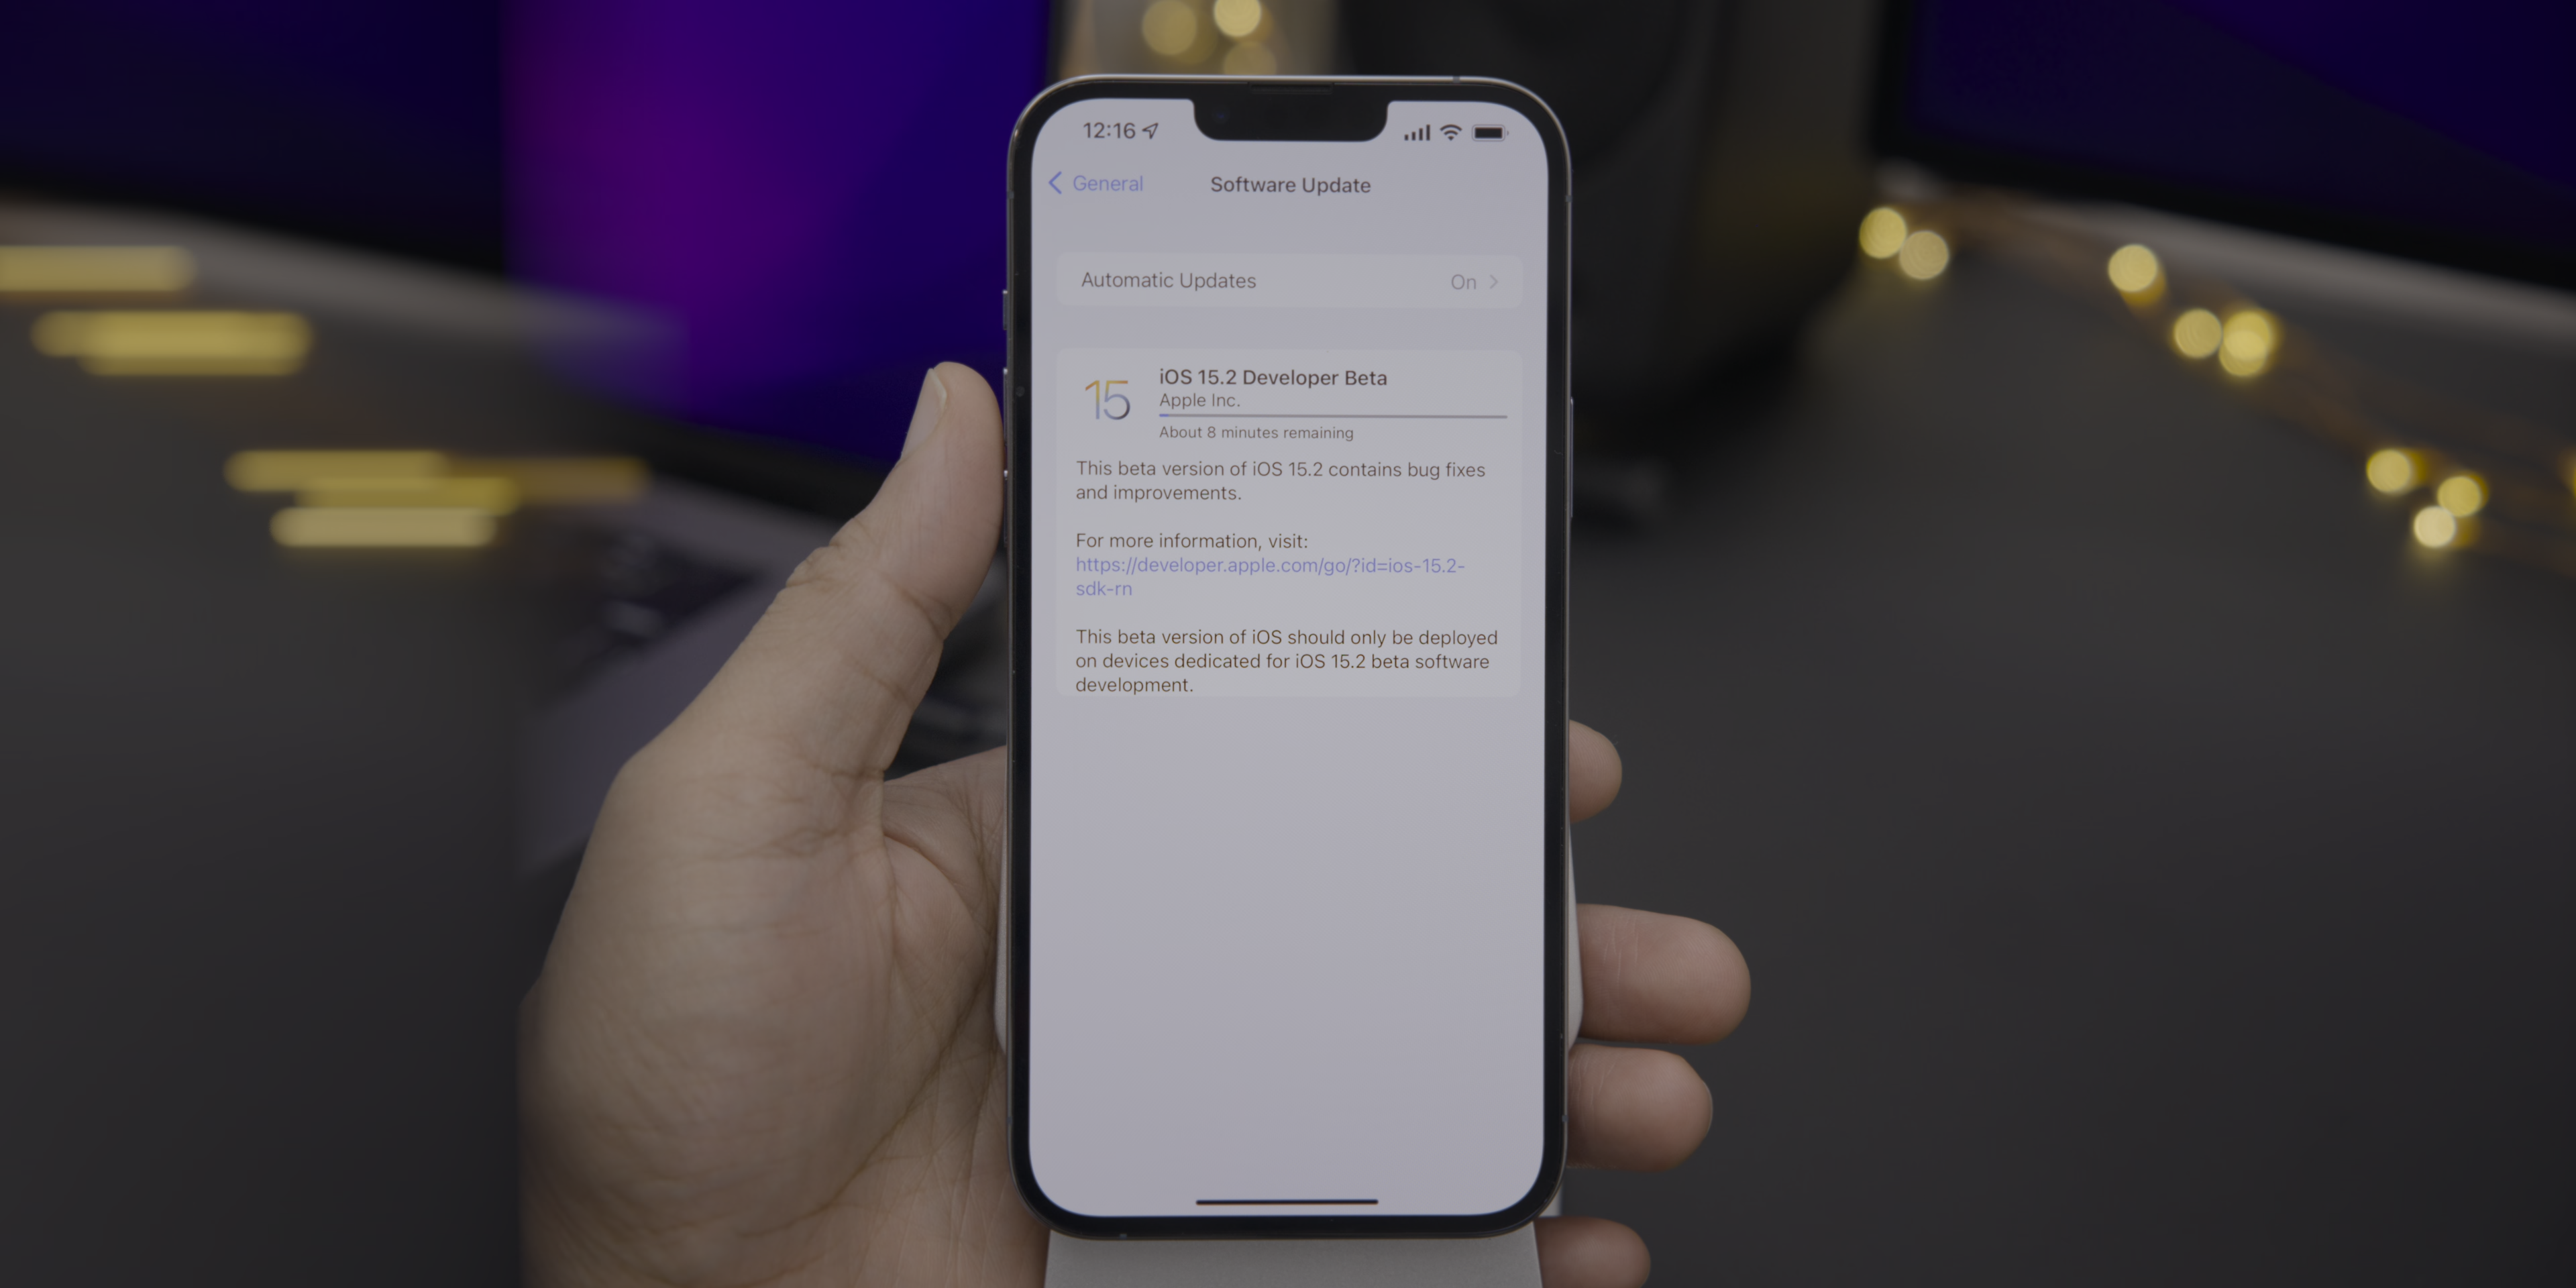 12:16
General
Software Update
Automatic Updates On
15
iOS 15.2 Developer Beta
Apple Inc.
About 8 minutes remaining
This beta version of iOS 15.2 contains bug fixes
and improvements.
For more information, visit:
https://developer.apple.com/go/?id=ios-15.2-
sdk-rn
This beta version of iOS should only be deployed
on devices dedicated for iOS 15.2 beta software
development.